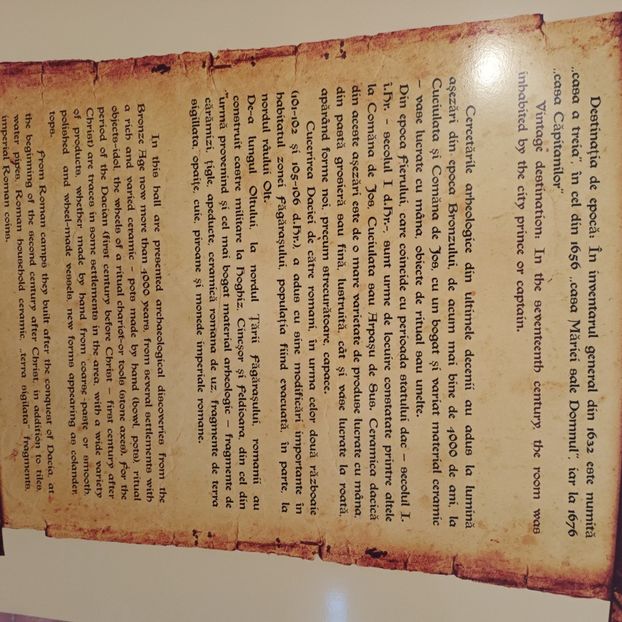 Destinația de epocă: În inventarul general din 1632 este numită
„casa a treia", în cel din 1656 „casa Măriei sale Domnul" iar la 1676
„casa Căpitanilor"
Vintage destination: In the seventeenth century, the room was
inhabited by the city prince or captain.
Cercetările arheologice din ultimele decenii au adus la lumină
așezări din epoca Bronzului, de acum mai bine de 4000 de ani, la
Cuciulata și Comăna de Jos, cu un bogat și variat material ceramic
– vase lucrate cu mâna, obiecte de ritual sau unelte.
Din epoca fierului, care coincide cu perioada statului dac – secolul I.
î.Hr. – secolul I d.Hr.-, sunt urme de locuire constatate printre altele
la Comăna de Jos, Cuciulata sau Arpașu de Sus. Ceramica dacică
din aceste așezări este de o mare varietate de produse lucrate cu mâna,
din pastă grosieră sau fină, lustruită, cât și vase lucrate la roată,
apărând forme noi, precum strecurătoare, capace.
Cucerirea Daciei de către romani, în urma celor două războaie
(101-102 și 105-106 d.Hr.), a adus cu sine modificări importante în
habitatul zonei Făgărașului, populația fiind evacuată, în parte, la
nordul râului Olt.
De-a lungul Oltului, la nordul Țării Făgărașului, romanii au
construit castre militare la Hoghiz, Cincșor și Feldioara, din cel din
urmă provenind și cel mai bogat material arheologic – fragmente de
cărămizi, țigle, apeducte, ceramică romana de uz, fragmente de terra
sigillata, opaițe, cuie, piroane și monede imperiale romane.
In this hall are presented archaeological discoveries from the
Bronze Age now more than 4000 years, from several settlements with
a rich and varied ceramic – pots made by hand (bowl, pots) ritual
objects-idol, the wheels of a ritual chariot-or tools (stone axes). For the
period of the Dacian (first century before Christ – first century after
Christ) are traces in some settlements in the area, with a wide variety
of products, whether made by hand from coarse-paste or smooth
polished and wheel-made vessels, new forms appearing as colander,
tops.
From Roman camps they built after the conquest of Dacia, at
the beginning of the second century after Christ, in addition to tiles,
water pipes, Roman household ceramic, „terra sigilata" fragments,
imperial Roman coins.